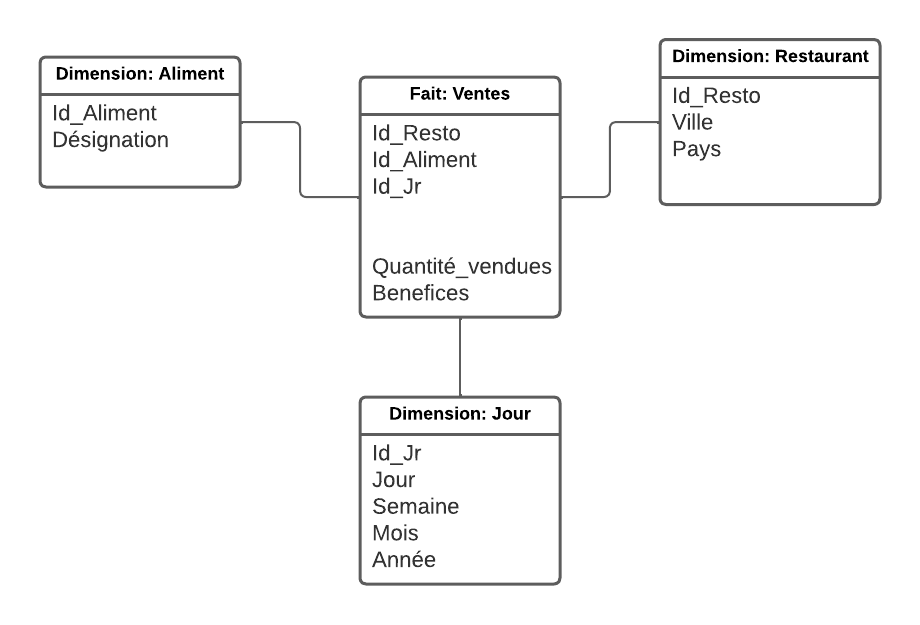 Dimension: Aliment
Id_Aliment
Désignation
Fait: Ventes
Id_Resto
Id_Aliment
Id_Jr
Quantité_vendues
Benefices
Dimension: Restaurant
Id_Resto
Ville
Pays
Dimension: Jour
Id_Jr
Jour
Semaine
Mois
Année